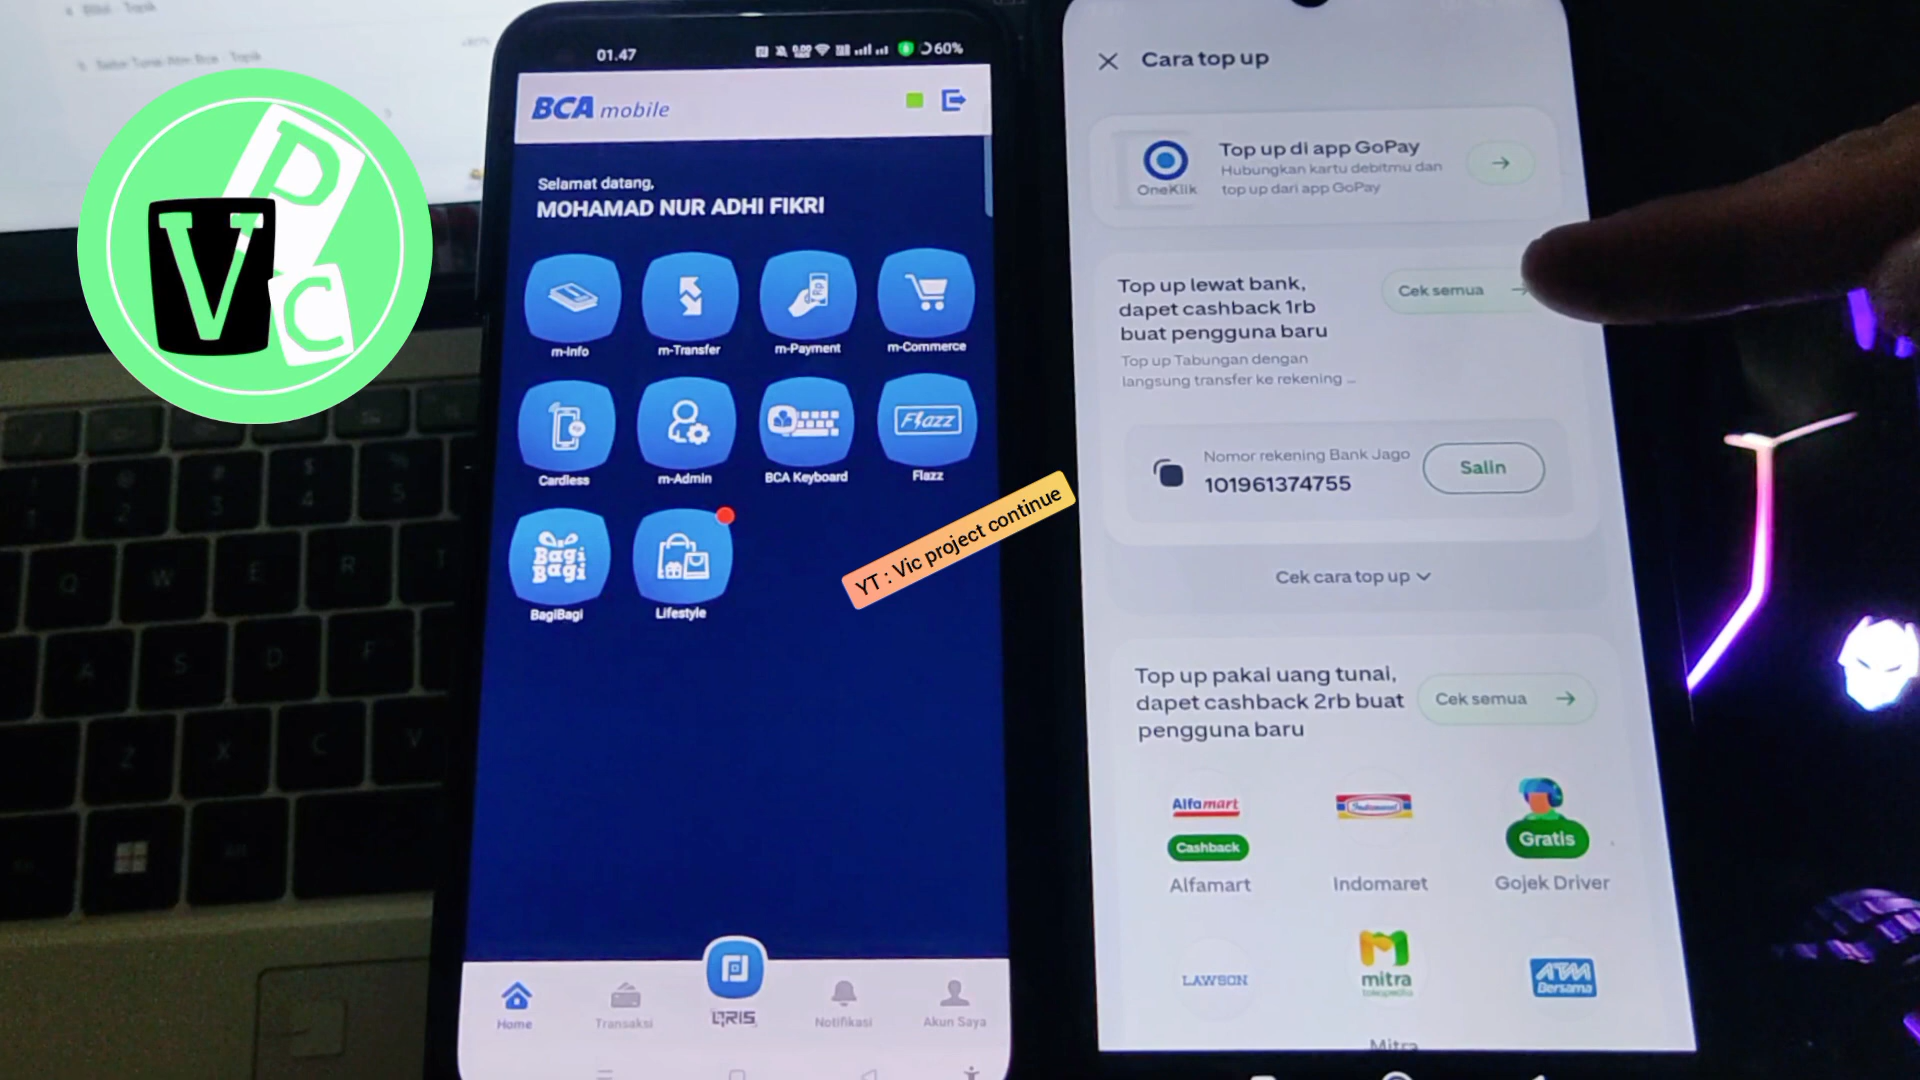 01.47
60%
BCA mobile
Selamat datang,
MOHAMAD NUR ADHI FIKRI
m-Info
m-Transfer
m-Payment
m-Commerce
Cardless
m-Admin
BCA Keyboard
Flazz
Flazz
Bagi
Bagi
BagiBagi
Lifestyle
Home
Transaksi
QRIS
Notifikasi
Akun Saya
V
P
C
YT : Vic project continue
Cara top up
OneKlik
Top up di app GoPay
Hubungkan kartu debitmu dan
top up dari app GoPay
Top up lewat bank,
dapet cashback 1rb
buat pengguna baru
Cek semua
Top up Tabungan dengan
langsung transfer ke rekening ...
Nomor rekening Bank Jago
101961374755
Salin
Cek cara top up
Top up pakai uang tunai,
dapet cashback 2rb buat
pengguna baru
Cek semua
Alfamart
Cashback
Alfamart
Indomaret
Indomaret
Gratis
Gojek Driver
LAWSON
mitra
tokopedia
ATM
Bersama
Mitra